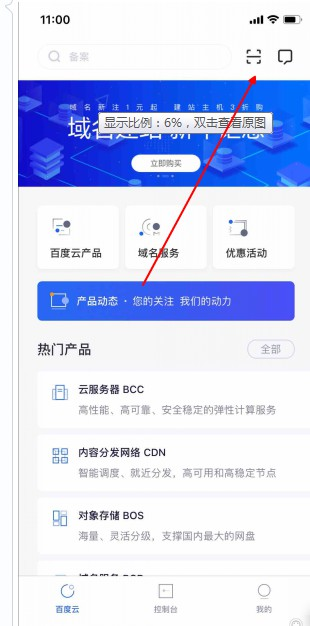 11:00
备案
域名新注1元起 建站主机3折购
显示比例：6%，双击查看原图
立即购买
百度云产品
域名服务
优惠活动
产品动态 · 您的关注 我们的动力
热门产品
全部
云服务器 BCC
高性能、高可靠、安全稳定的弹性计算服务
内容分发网络 CDN
智能调度、就近分发，高可用和高稳定节点
对象存储 BOS
海量、灵活分级，支撑国内最大的网盘
百度云
控制台
我的